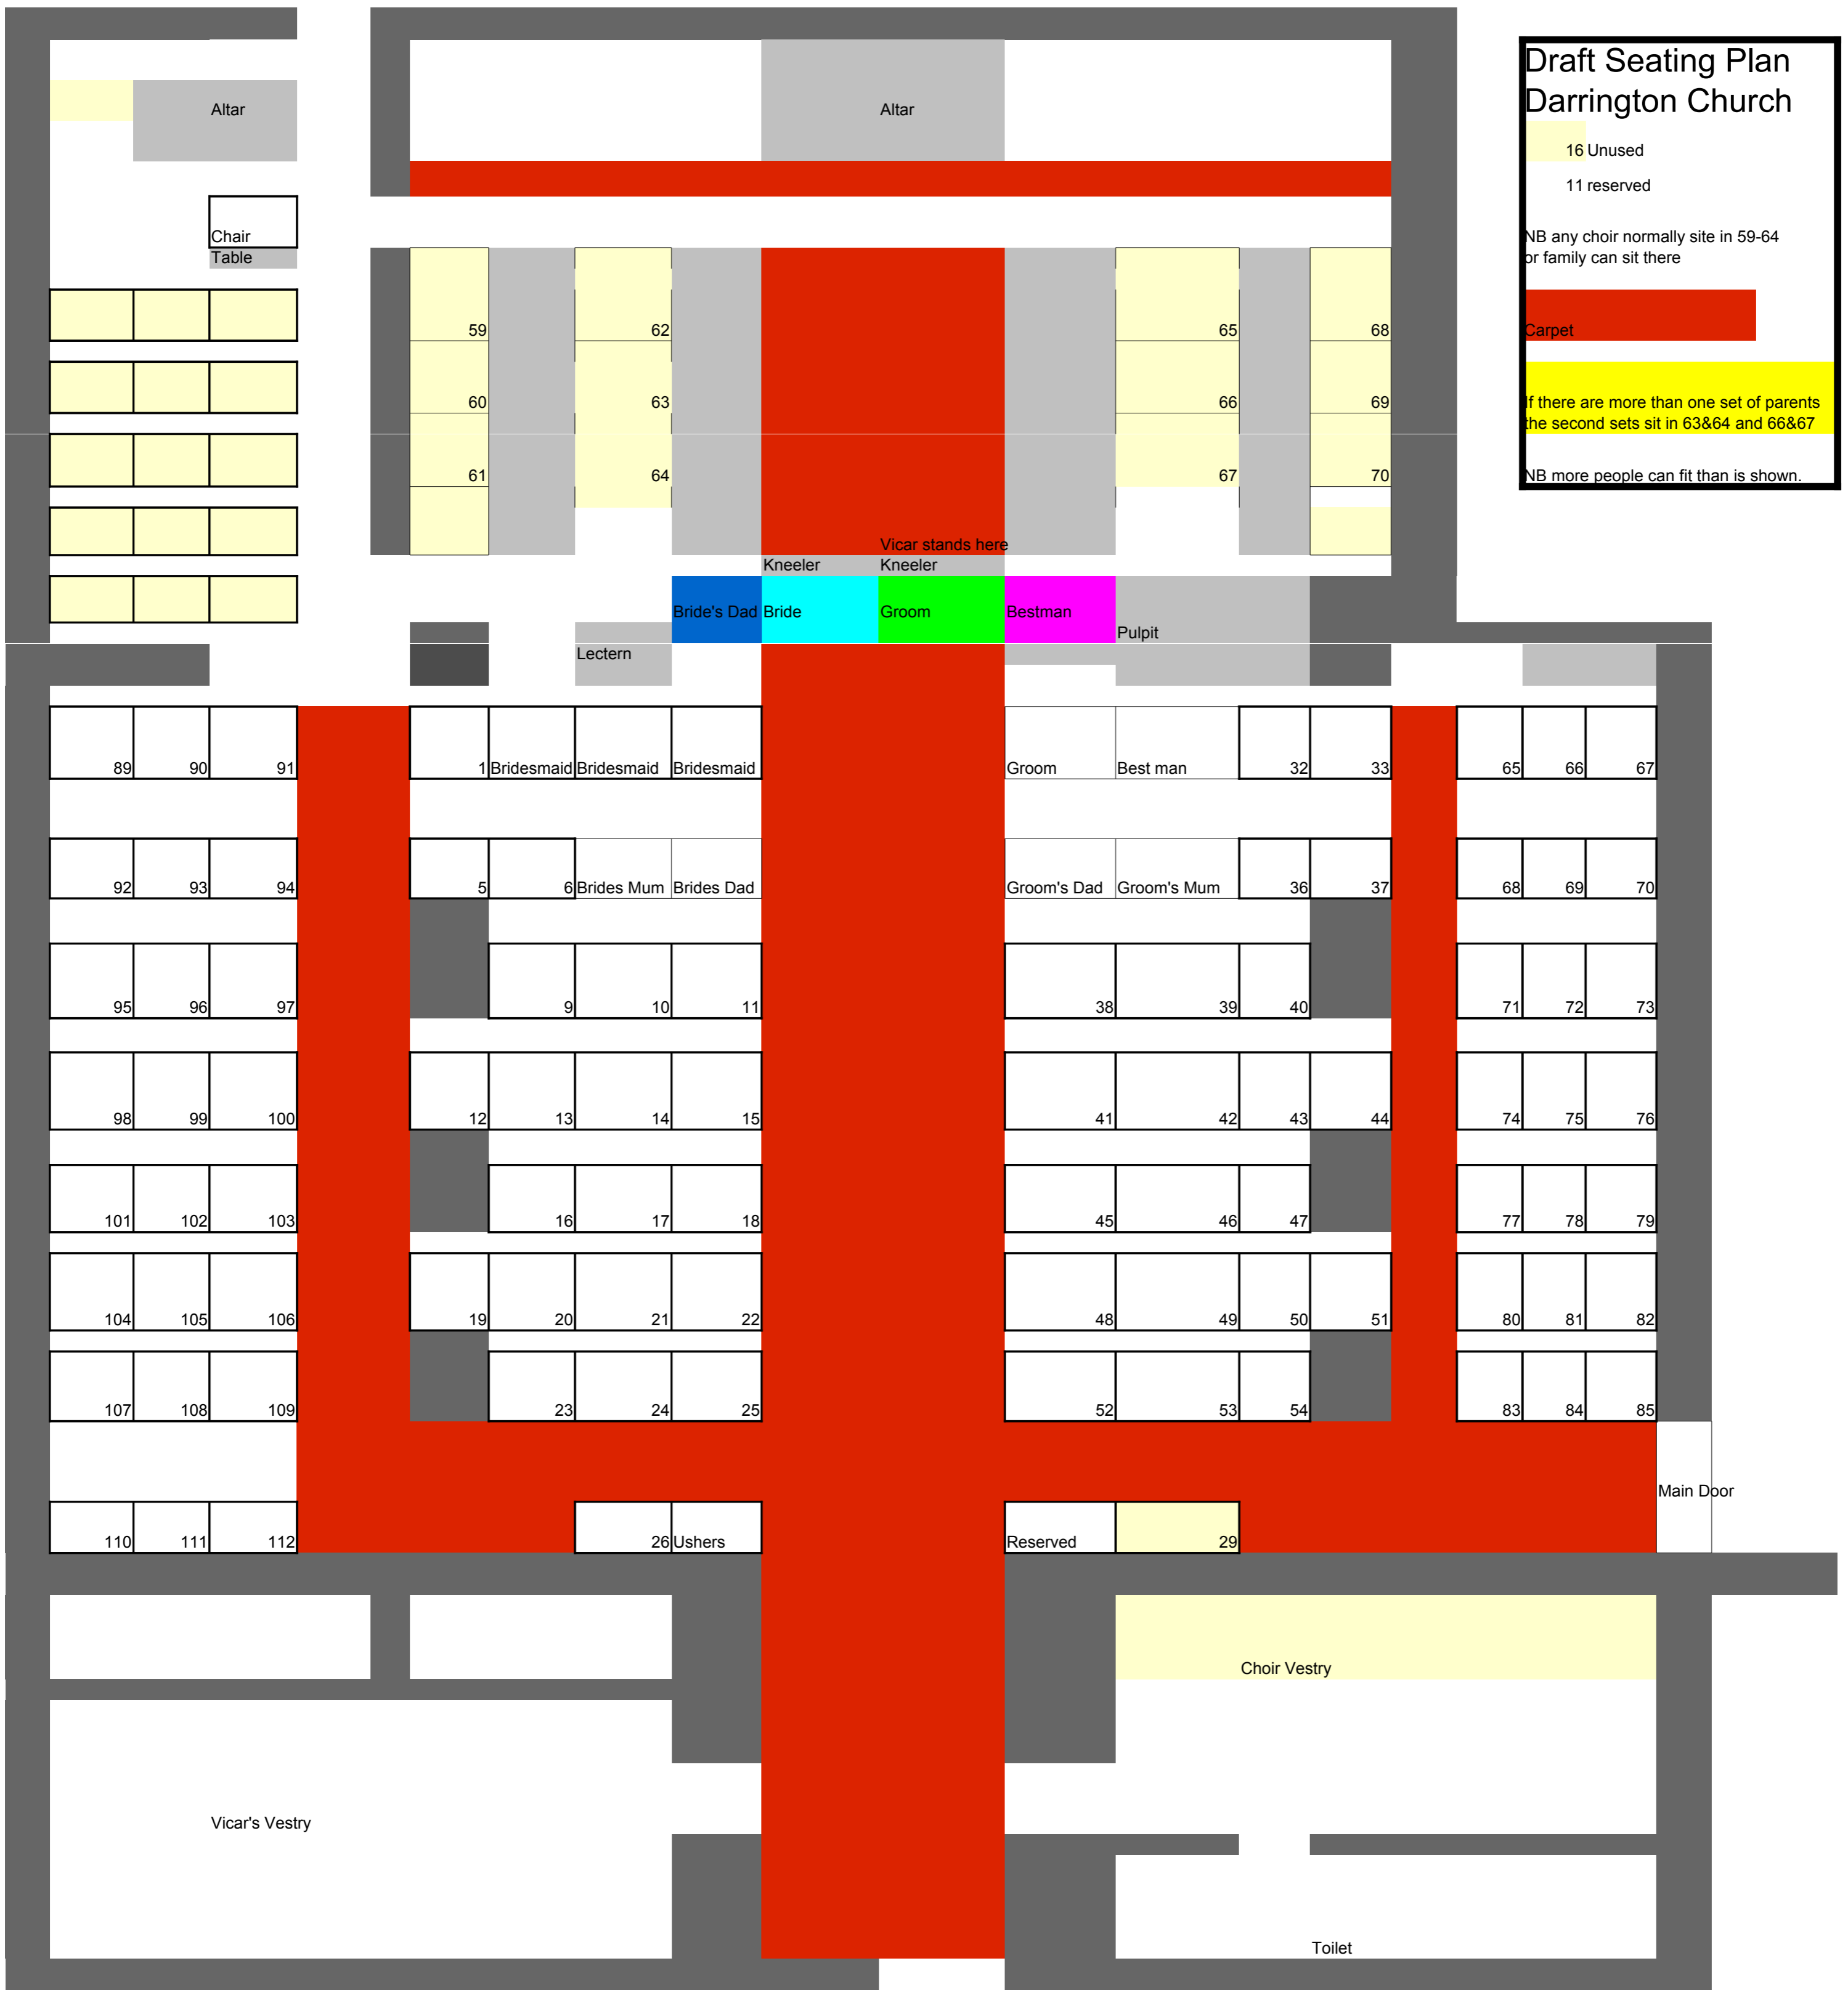 Draft Seating Plan
Darrington Church
Altar Altar
16 Unused
11 reserved
Chair
NB any choir normally site in 59-64
Table
or family can sit there
59 62 65 68
Carpet
60 63 66 69
If there are more than one set of parents
the second sets sit in 63&64 and 66&67
61 64 67 70
NB more people can fit than is shown.
Vicar stands here
Kneeler Kneeler
Bride's Dad Bride Groom Bestman
Pulpit
Lectern
89 90 91 1 Bridesmaid Bridesmaid Bridesmaid Groom Best man 32 33 65 66 67
92 93 94 5 6 Brides Mum Brides Dad Groom's Dad Groom's Mum 36 37 68 69 70
95 96 97 9 10 11 38 39 40 71 72 73
98 99 100 12 13 14 15 41 42 43 44 74 75 76
101 102 103 16 17 18 45 46 47 77 78 79
104 105 106 19 20 21 22 48 49 50 51 80 81 82
107 108 109 23 24 25 52 53 54 83 84 85
Main Door
110 111 112 26 Ushers Reserved 29
Choir Vestry
Vicar's Vestry
Toilet